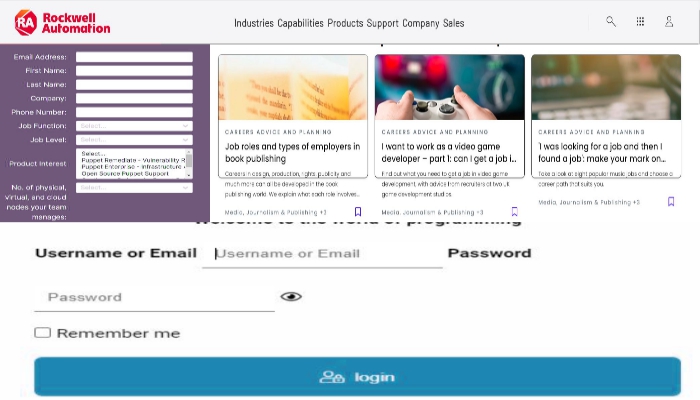 RA Rockwell Automation
Industries Capabilities Products Support Company Sales
Email Address:
First Name:
Last Name:
Company:
Phone Number:
Job Function: Select...
Job Level: Select...
Product Interest
Select...
Puppet Remediate - Vulnerability R
Puppet Enterprise - Infrastructure
Open Source Puppet Support
No. of physical, Select...
virtual, and cloud
nodes your team
manages:
CAREERS ADVICE AND PLANNING
Job roles and types of employers in
book publishing
Careers in design, production, rights, publicity and
much more can all be developed in the book
publishing world. We explain what each role involves...
Media, Journalism & Publishing +3
CAREERS ADVICE AND PLANNING
I want to work as a video game
developer – part 1: can I get a job i...
Find out what you need to get a job in video game
development, with advice from recruiters at two UK
game development studios.
Media, Journalism & Publishing +3
CAREERS ADVICE AND PLANNING
'I was looking for a job and then I
found a job': make your mark on...
Take a look at eight popular music jobs and choose a
career path that suits you.
Media, Journalism & Publishing +3
Welcome to the world of programming
Username or Email Username or Email Password
Password
Remember me
login